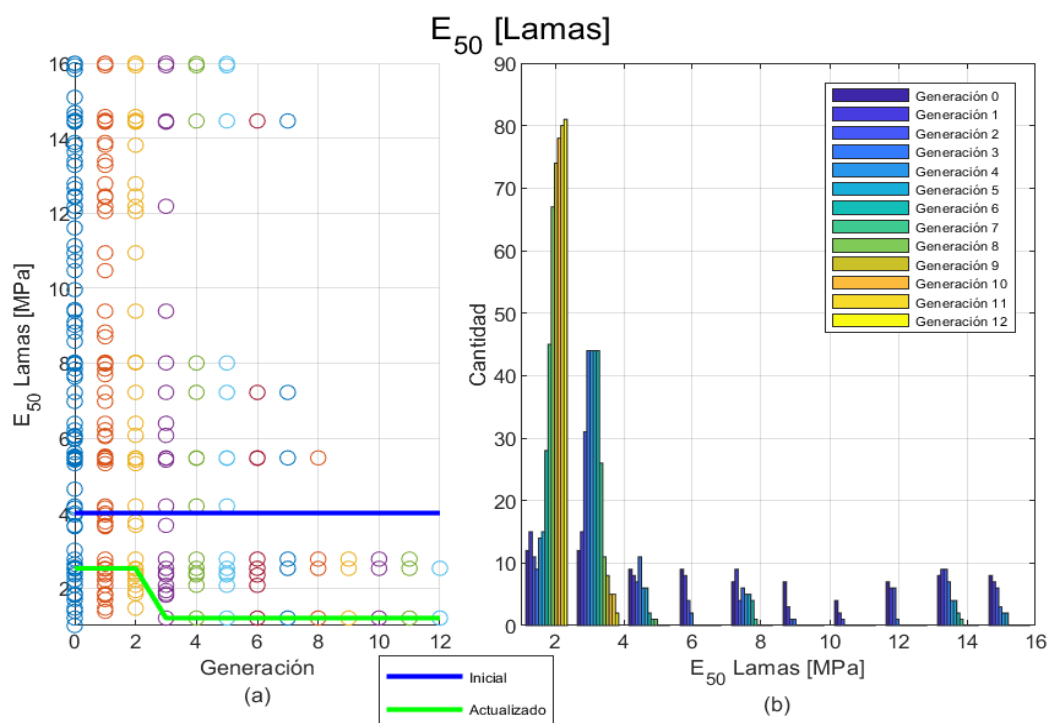 E50 [Lamas]
E50 Lamas [MPa]
16
14
12
10
8
6
4
2
0
2
4
6
8
10
12
Generación
(a)
Inicial
Actualizado
Cantidad
90
80
70
60
50
40
30
20
10
0
2
4
6
8
10
12
14
16
E50 Lamas [MPa]
(b)
Generación 0
Generación 1
Generación 2
Generación 3
Generación 4
Generación 5
Generación 6
Generación 7
Generación 8
Generación 9
Generación 10
Generación 11
Generación 12